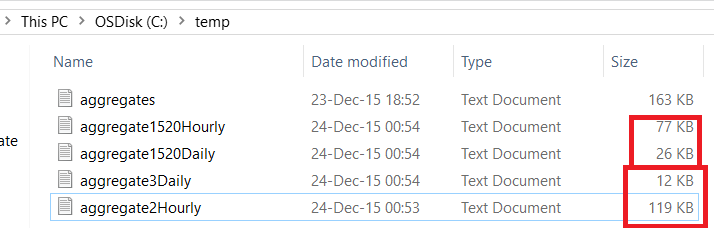 This PC > OSDisk (C:) > temp
Name Date modified Type Size
aggregates 23-Dec-15 18:52 Text Document 163 KB
aggregate1520Hourly 24-Dec-15 00:54 Text Document 77 KB
ate aggregate1520Daily 24-Dec-15 00:54 Text Document 26 KB
aggregate3Daily 24-Dec-15 00:54 Text Document 12 KB
aggregate2Hourly 24-Dec-15 00:53 Text Document 119 KB